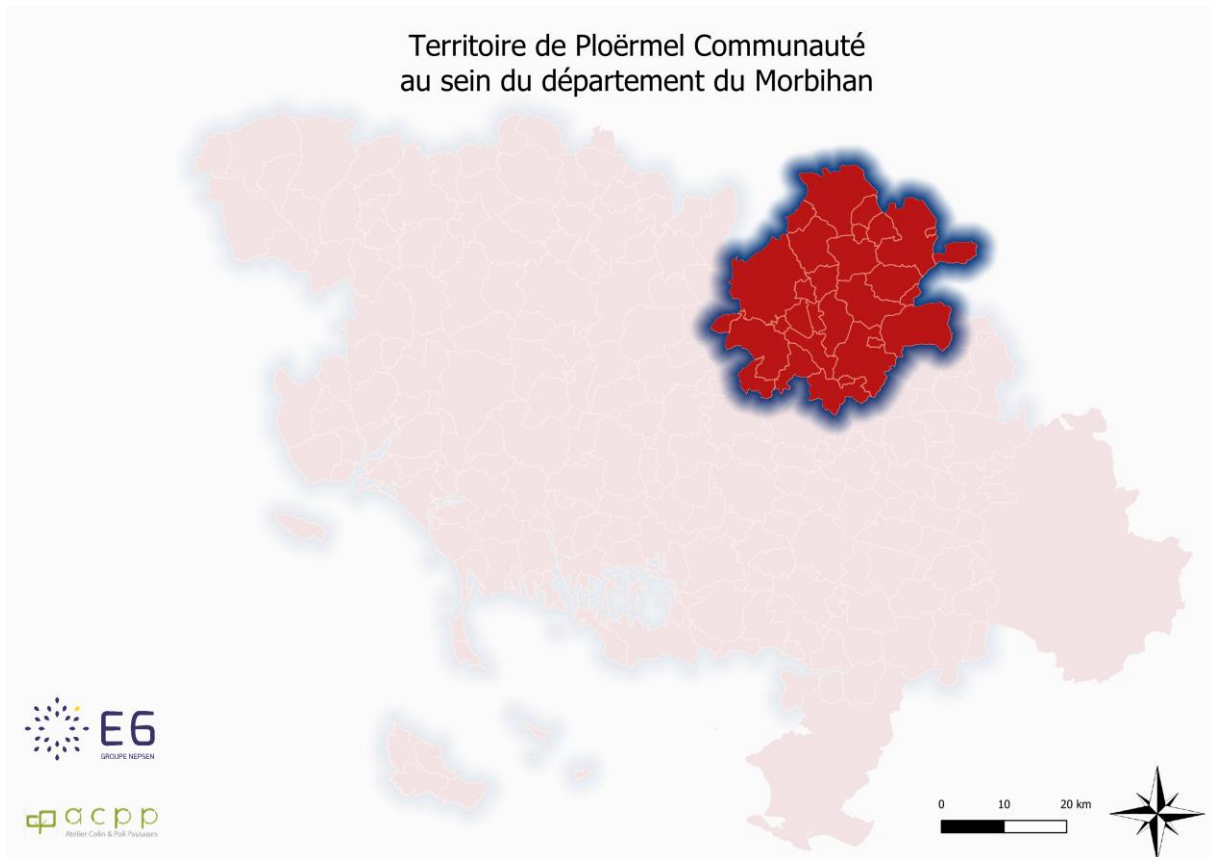 Territoire de Ploërmel Communauté
au sein du département du Morbihan
E6
GROUPE NEPSEN
acpp
Atelier Colin & Poli Paysages
0 10 20 km